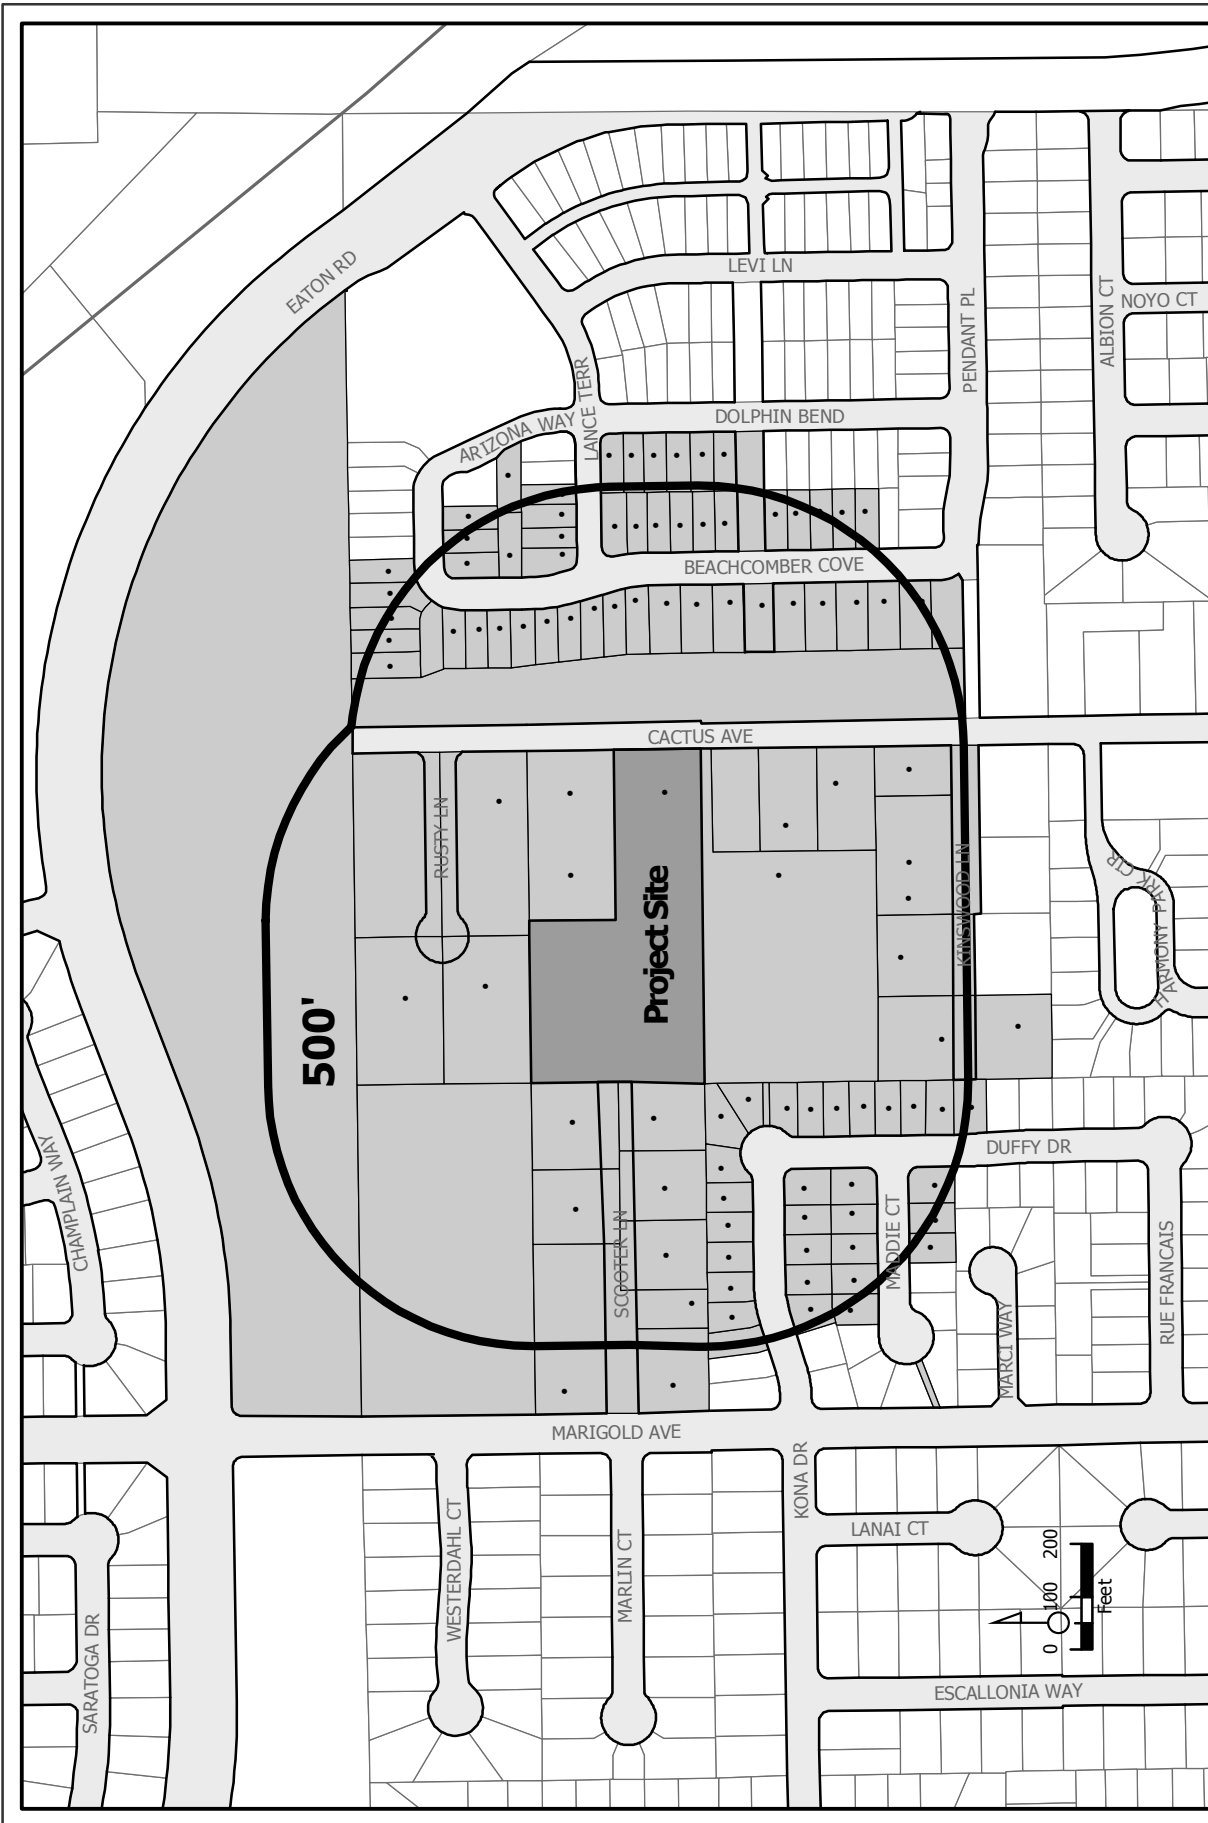 EATON RD
LEVI LN
PENDANT PL
ALBION CT
NOYO CT
LANCE TERR
ARIZONA WAY
DOLPHIN BEND
BEACHCOMBER COVE
CACTUS AVE
RUSTY LN
Project Site
KINSWOOD LN
HARMONY PARK CIR
500'
CHAMPLAIN WAY
DUFFY DR
SCOOTER LN
MADDIE CT
MARCI WAY
RUE FRANCAIS
MARIGOLD AVE
KONA DR
WESTERDAHL CT
MARLIN CT
LANAI CT
SARATOGA DR
ESCALLONIA WAY
0 100 200
Feet